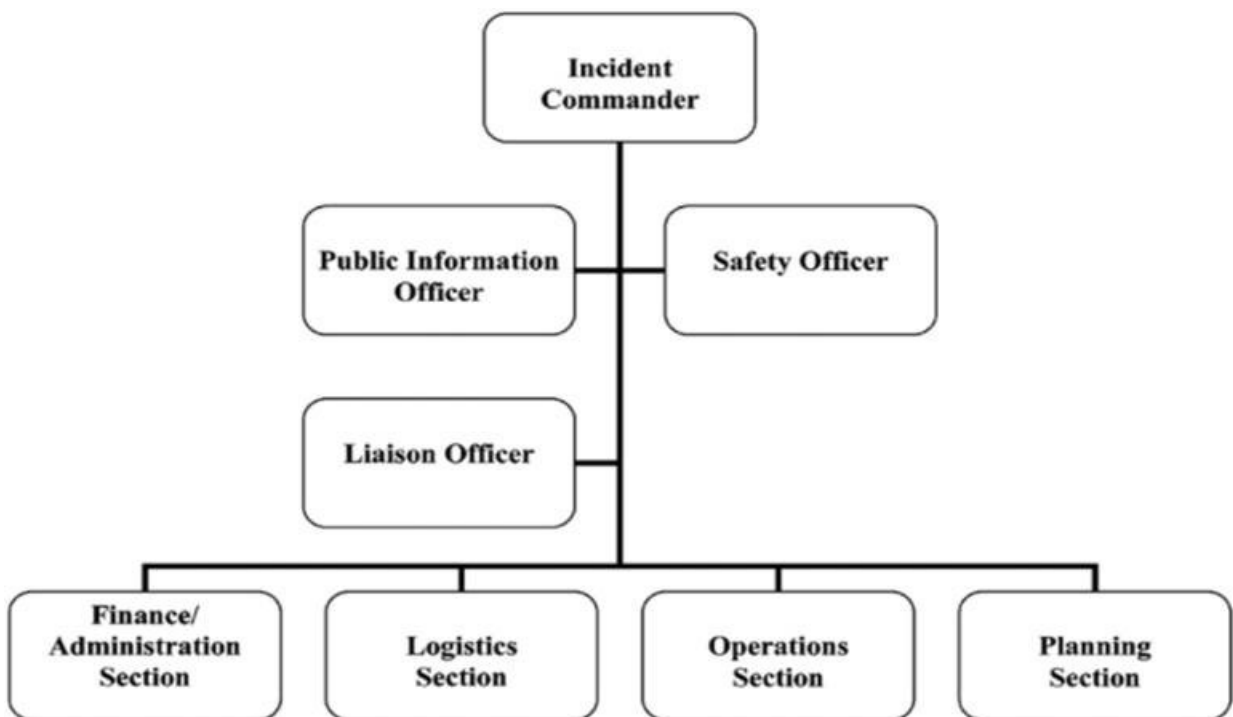 Incident
Commander
Public Information
Officer
Safety Officer
Liaison Officer
Finance/
Administration
Section
Logistics
Section
Operations
Section
Planning
Section